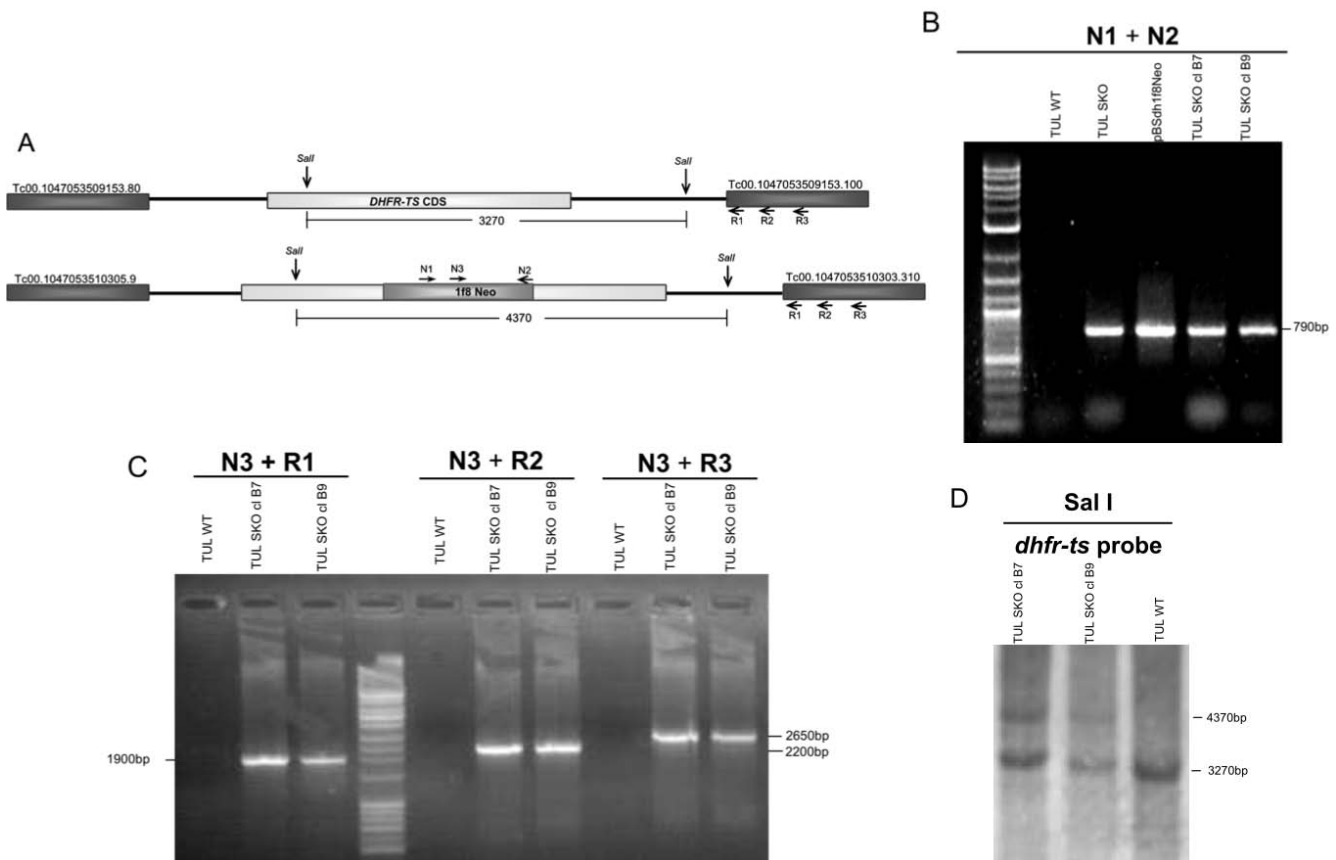 A
SalI
SalI
Tc00.1047053509153.80
DHFR-TS CDS
Tc00.1047053509153.100
3270
R1 R2 R3
SalI
SalI
Tc00.1047053510305.9
N1 N3 N2
1f8 Neo
Tc00.1047053510303.310
4370
R1 R2 R3
B
N1 + N2
TUL WT
TUL SKO
pBSdh1f8Neo
TUL SKO cl B7
TUL SKO cl B9
790bp
C
N3 + R1
N3 + R2
N3 + R3
TUL WT
TUL SKO cl B7
TUL SKO cl B9
TUL WT
TUL SKO cl B7
TUL SKO cl B9
TUL WT
TUL SKO cl B7
TUL SKO cl B9
1900bp
2650bp
2200bp
D
Sal I
dhfr-ts probe
TUL SKO cl B7
TUL SKO cl B9
TUL WT
4370bp
3270bp